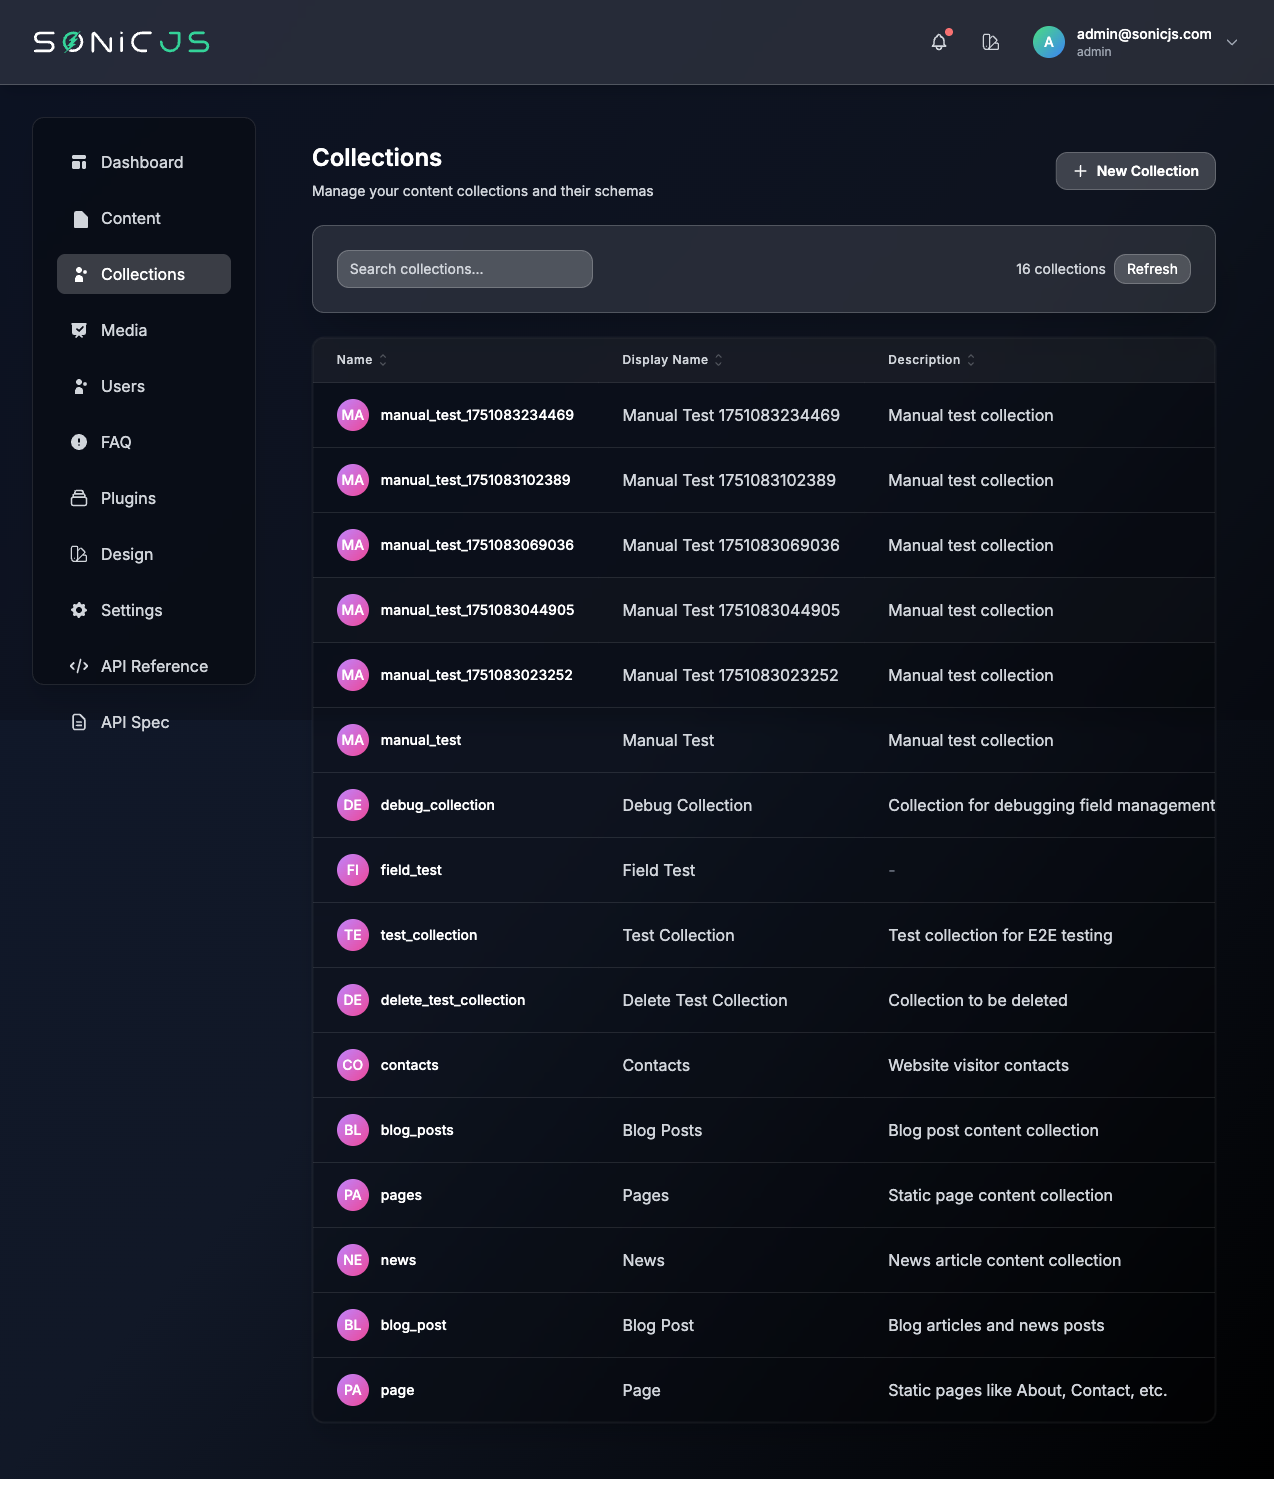 SONiC JS
A
admin@sonicjs.com
admin
Dashboard
Content
Collections
Media
Users
FAQ
Plugins
Design
Settings
API Reference
API Spec
Collections
Manage your content collections and their schemas
New Collection
Search collections...
16 collections
Refresh
Name Display Name Description
MA manual_test_1751083234469 Manual Test 1751083234469 Manual test collection
MA manual_test_1751083102389 Manual Test 1751083102389 Manual test collection
MA manual_test_1751083069036 Manual Test 1751083069036 Manual test collection
MA manual_test_1751083044905 Manual Test 1751083044905 Manual test collection
MA manual_test_1751083023252 Manual Test 1751083023252 Manual test collection
MA manual_test Manual Test Manual test collection
DE debug_collection Debug Collection Collection for debugging field management
FI field_test Field Test -
TE test_collection Test Collection Test collection for E2E testing
DE delete_test_collection Delete Test Collection Collection to be deleted
CO contacts Contacts Website visitor contacts
BL blog_posts Blog Posts Blog post content collection
PA pages Pages Static page content collection
NE news News News article content collection
BL blog_post Blog Post Blog articles and news posts
PA page Page Static pages like About, Contact, etc.